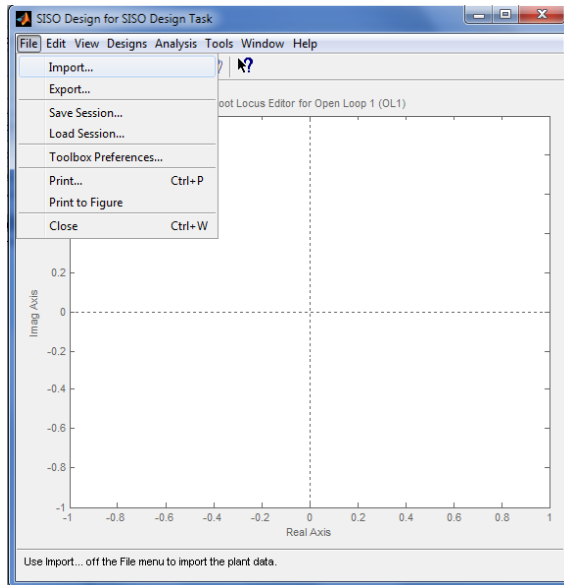 SISO Design for SISO Design Task
File Edit View Designs Analysis Tools Window Help
Import...
Export...
Save Session...
Load Session...
Toolbox Preferences...
Print... Ctrl+P
Print to Figure
Close Ctrl+W
oot Locus Editor for Open Loop 1 (OL1)
0.2
0
-0.2
-0.4
-0.6
-0.8
-1
Imag Axis
-1 -0.8 -0.6 -0.4 -0.2 0 0.2 0.4 0.6 0.8 1
Real Axis
Use Import... off the File menu to import the plant data.